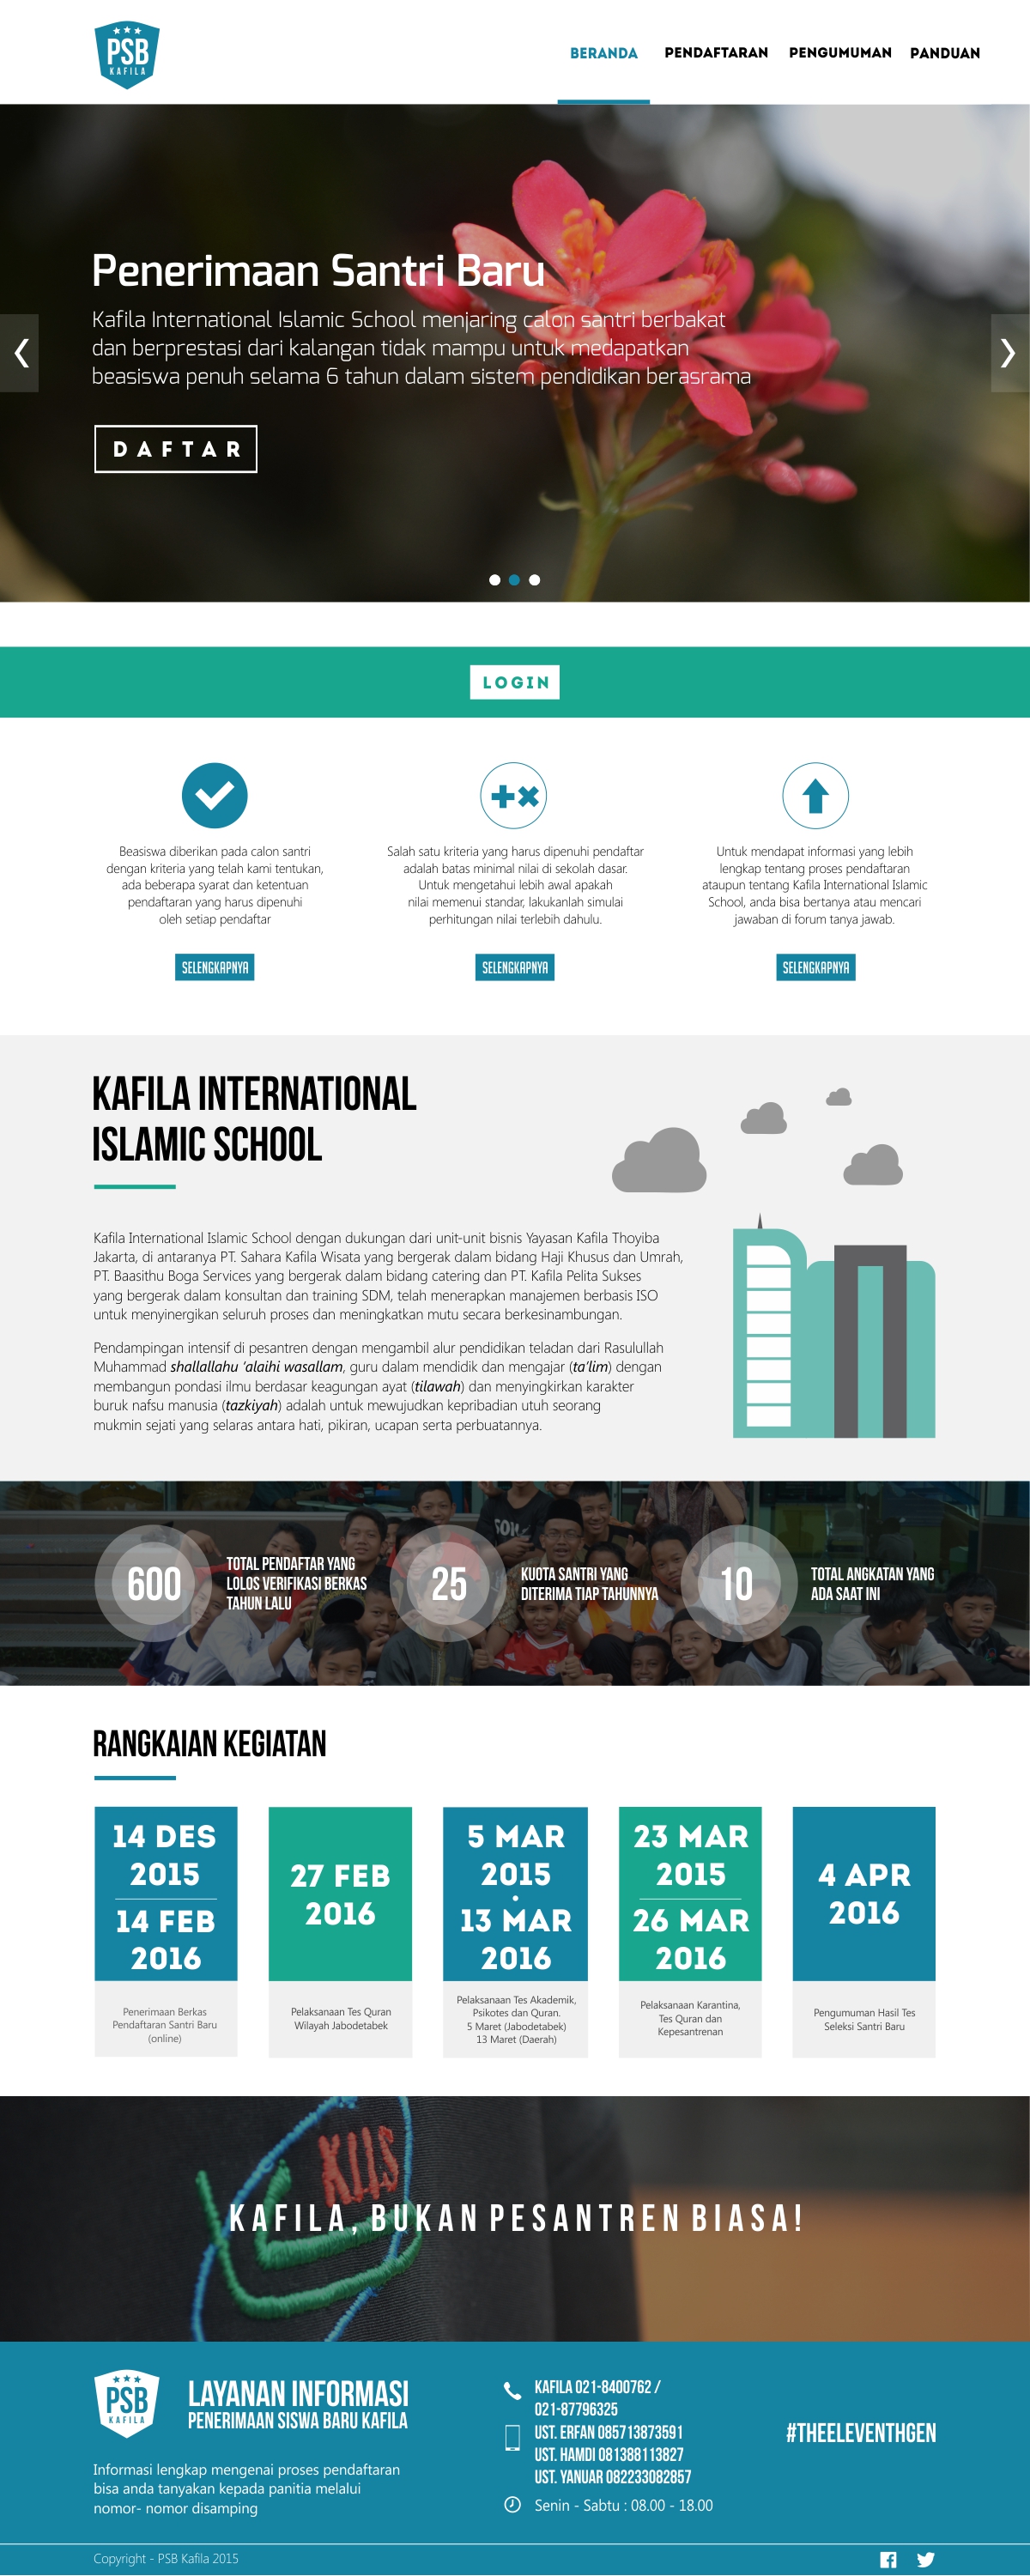 PSB
KAFILA
BERANDA
PENDAFTARAN
PENGUMUMAN
PANDUAN
Penerimaan Santri Baru
Kafila International Islamic School menjaring calon santri berbakat
dan berprestasi dari kalangan tidak mampu untuk medapatkan
beasiswa penuh selama 6 tahun dalam sistem pendidikan berasrama
DAFTAR
LOGIN
Beasiswa diberikan pada calon santri
dengan kriteria yang telah kami tentukan,
ada beberapa syarat dan ketentuan
pendaftaran yang harus dipenuhi
oleh setiap pendaftar
SELENGKAPNYA
Salah satu kriteria yang harus dipenuhi pendaftar
adalah batas minimal nilai di sekolah dasar.
Untuk mengetahui lebih awal apakah
nilai memenui standar, lakukanlah simulai
perhitungan nilai terlebih dahulu.
SELENGKAPNYA
Untuk mendapat informasi yang lebih
lengkap tentang proses pendaftaran
ataupun tentang Kafila International Islamic
School, anda bisa bertanya atau mencari
jawaban di forum tanya jawab.
SELENGKAPNYA
KAFILA INTERNATIONAL
ISLAMIC SCHOOL
Kafila International Islamic School dengan dukungan dari unit-unit bisnis Yayasan Kafila Thoyiba
Jakarta, di antaranya PT. Sahara Kafila Wisata yang bergerak dalam bidang Haji Khusus dan Umrah,
PT. Baasithu Boga Services yang bergerak dalam bidang catering dan PT. Kafila Pelita Sukses
yang bergerak dalam konsultan dan training SDM, telah menerapkan manajemen berbasis ISO
untuk menyinergikan seluruh proses dan meningkatkan mutu secara berkesinambungan.
Pendampingan intensif di pesantren dengan mengambil alur pendidikan teladan dari Rasulullah
Muhammad shallallahu 'alaihi wasallam, guru dalam mendidik dan mengajar (ta'lim) dengan
membangun pondasi ilmu berdasar keagungan ayat (tilawah) dan menyingkirkan karakter
buruk nafsu manusia (tazkiyah) adalah untuk mewujudkan kepribadian utuh seorang
mukmin sejati yang selaras antara hati, pikiran, ucapan serta perbuatannya.
600
TOTAL PENDAFTAR YANG
LOLOS VERIFIKASI BERKAS
TAHUN LALU
25
KUOTA SANTRI YANG
DITERIMA TIAP TAHUNNYA
10
TOTAL ANGKATAN YANG
ADA SAAT INI
RANGKAIAN KEGIATAN
14 DES
2015
14 FEB
2016
Penerimaan Berkas
Pendaftaran Santri Baru
(online)
27 FEB
2016
Pelaksanaan Tes Quran
Wilayah Jabodetabek
5 MAR
2015
13 MAR
2016
Pelaksanaan Tes Akademik,
Psikotes dan Quran.
5 Maret (Jabodetabek)
13 Maret (Daerah)
23 MAR
2015
26 MAR
2016
Pelaksanaan Karantina,
Tes Quran dan
Kepesantrenan
4 APR
2016
Pengumuman Hasil Tes
Seleksi Santri Baru
KIIS
KAFILA, BUKAN PESANTREN BIASA!
PSB
KAFILA
LAYANAN INFORMASI
PENERIMAAN SISWA BARU KAFILA
Informasi lengkap mengenai proses pendaftaran
bisa anda tanyakan kepada panitia melalui
nomor- nomor disamping
KAFILA 021-8400762 /
021-87796325
UST. ERFAN 085713873591
UST. HAMDI 081388113827
UST. YANUAR 082233082857
Senin - Sabtu : 08.00 - 18.00
#THEELEVENTHGEN
Copyright - PSB Kafila 2015